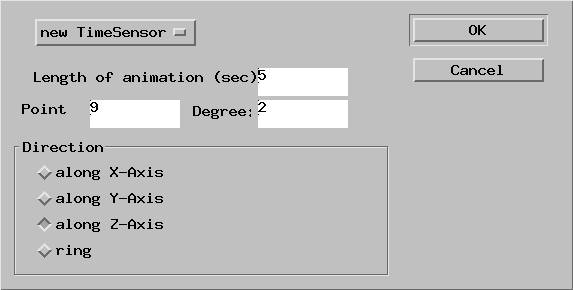 new TimeSensor
OK
Length of animation (sec) 5
Cancel
Point 9 Degree: 2
Direction
along X-Axis
along Y-Axis
along Z-Axis
ring